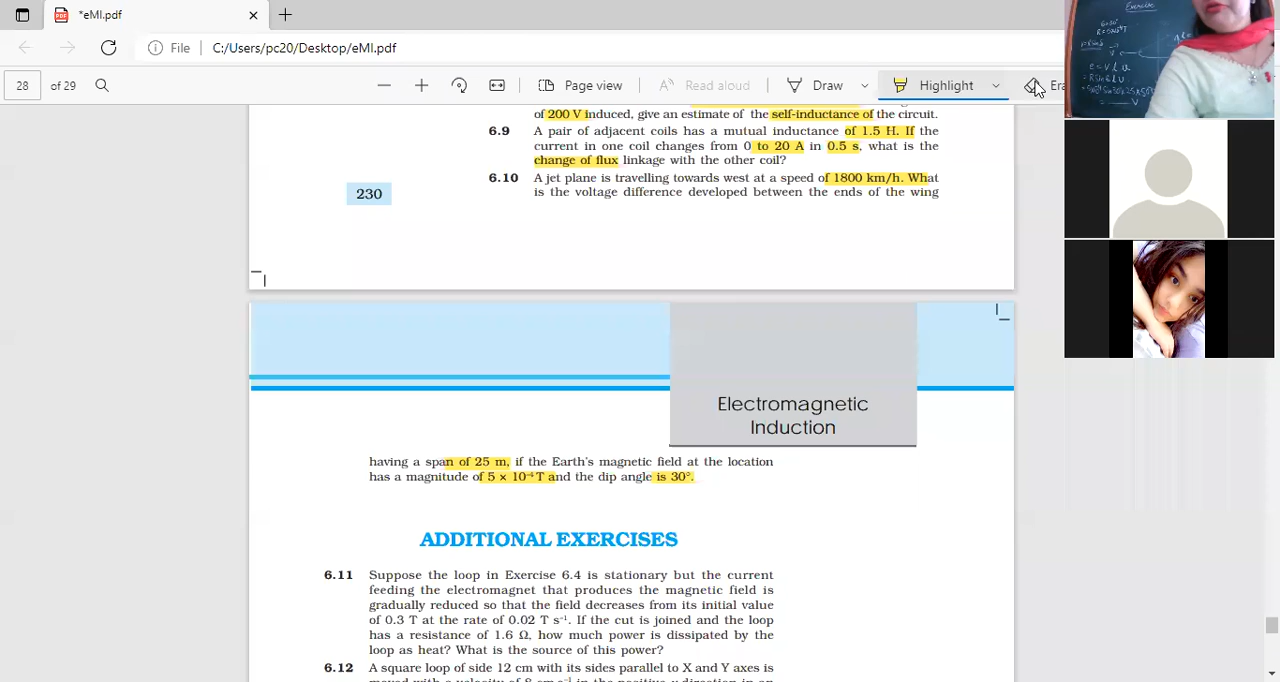 *eMI.pdf
File
C:/Users/pc20/Desktop/eMI.pdf
28 of 29
Page view
Read aloud
Draw
Highlight
Era
of 200 V induced, give an estimate of the self-inductance of the circuit.
6.9 A pair of adjacent coils has a mutual inductance of 1.5 H. If the
current in one coil changes from 0 to 20 A in 0.5 s, what is the
change of flux linkage with the other coil?
6.10 A jet plane is travelling towards west at a speed of 1800 km/h. What
is the voltage difference developed between the ends of the wing
230
Electromagnetic
Induction
having a span of 25 m, if the Earth's magnetic field at the location
has a magnitude of 5 × 10⁻⁴ T and the dip angle is 30°.
ADDITIONAL EXERCISES
6.11 Suppose the loop in Exercise 6.4 is stationary but the current
feeding the electromagnet that produces the magnetic field is
gradually reduced so that the field decreases from its initial value
of 0.3 T at the rate of 0.02 T s⁻¹. If the cut is joined and the loop
has a resistance of 1.6 Ω, how much power is dissipated by the
loop as heat? What is the source of this power?
6.12 A square loop of side 12 cm with its sides parallel to X and Y axes is
Exercise